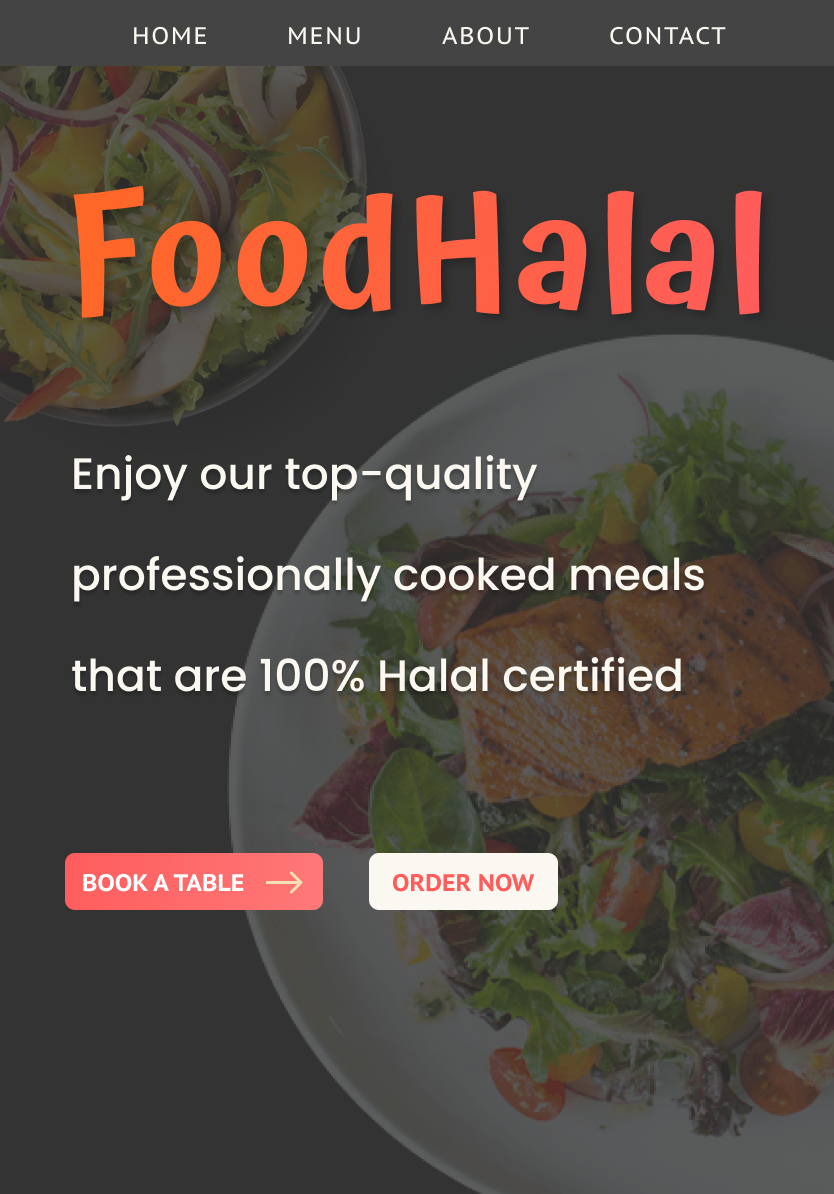 HOME MENU ABOUT CONTACT
FoodHalal
Enjoy our top-quality
professionally cooked meals
that are 100% Halal certified
BOOK A TABLE ORDER NOW